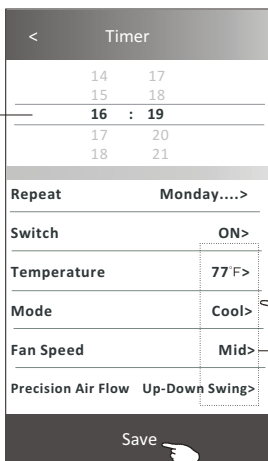 < Timer
14 17
15 18
16 : 19
17 20
18 21
Repeat Monday....>
Switch ON>
Temperature 77°F>
Mode Cool>
Fan Speed Mid>
Precision Air Flow Up-Down Swing>
Save